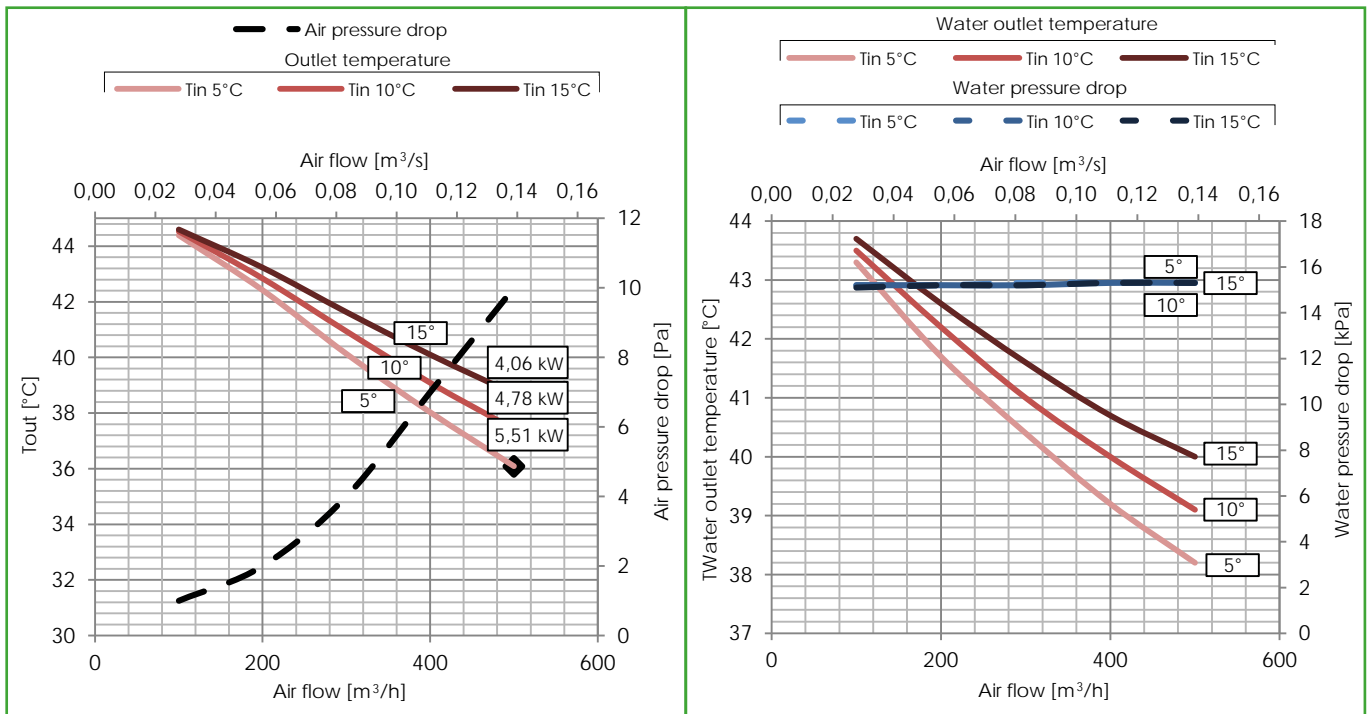 Air pressure drop
Outlet temperature
Tin 5°C Tin 10°C Tin 15°C
Air flow [m³/s]
0,00 0,02 0,04 0,06 0,08 0,10 0,12 0,14 0,16
44
42
40
38
36
34
32
30
Tout [°C]
12
10
8
6
4
2
0
Air pressure drop [Pa]
15°
10°
5°
4,06 kW
4,78 kW
5,51 kW
0 200 400 600
Air flow [m³/h]
Water outlet temperature
Tin 5°C Tin 10°C Tin 15°C
Water pressure drop
Tin 5°C Tin 10°C Tin 15°C
Air flow [m³/s]
0,00 0,02 0,04 0,06 0,08 0,10 0,12 0,14 0,16
44
43
42
41
40
39
38
37
TWater outlet temperature [°C]
18
16
14
12
10
8
6
4
2
0
Water pressure drop [kPa]
5°
15°
10°
15°
10°
5°
0 200 400 600
Air flow [m³/h]